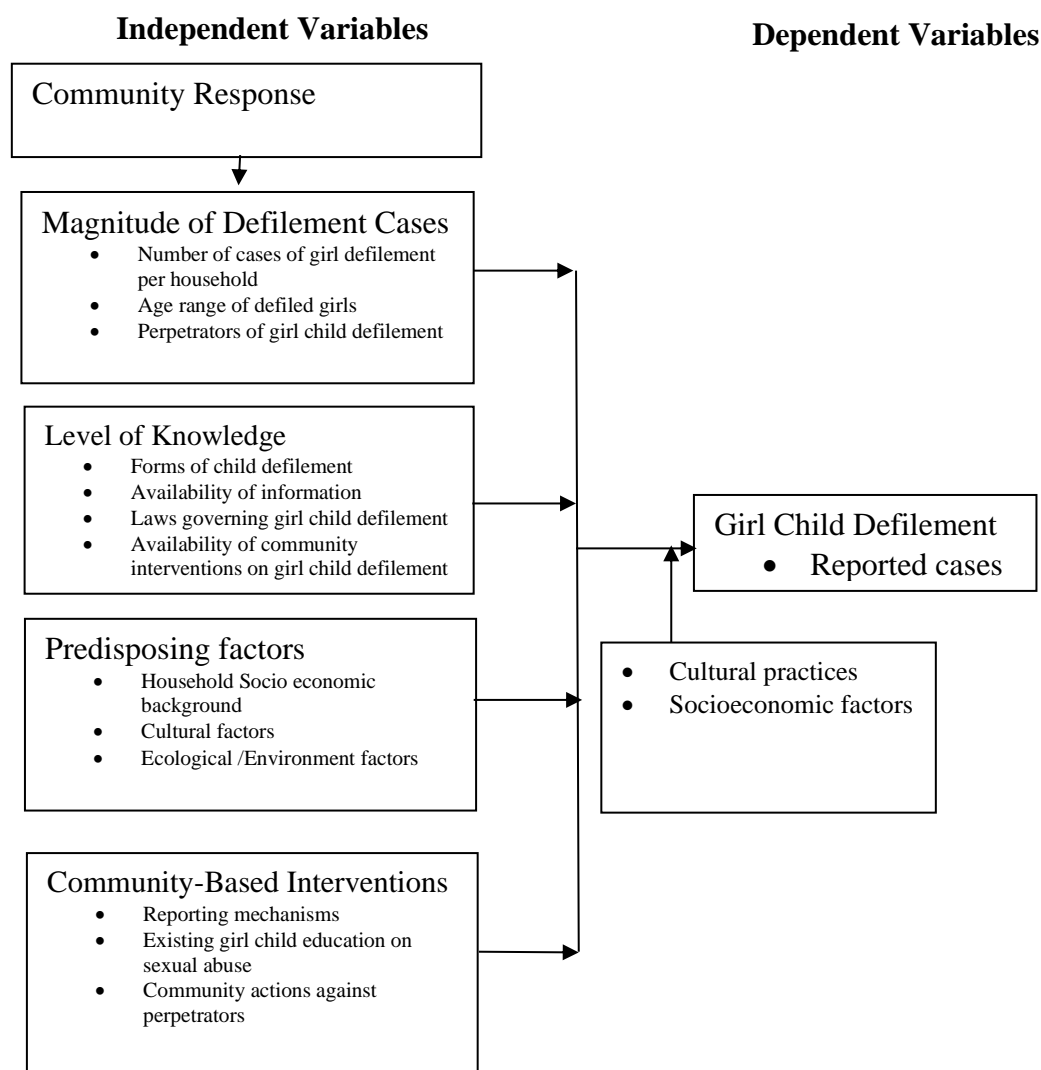 Independent Variables
Dependent Variables
Community Response
Magnitude of Defilement Cases
• Number of cases of girl defilement
per household
• Age range of defiled girls
• Perpetrators of girl child defilement
Level of Knowledge
• Forms of child defilement
• Availability of information
• Laws governing girl child defilement
• Availability of community
interventions on girl child defilement
Girl Child Defilement
• Reported cases
Predisposing factors
• Household Socio economic
background
• Cultural factors
• Ecological /Environment factors
• Cultural practices
• Socioeconomic factors
Community-Based Interventions
• Reporting mechanisms
• Existing girl child education on
sexual abuse
• Community actions against
perpetrators